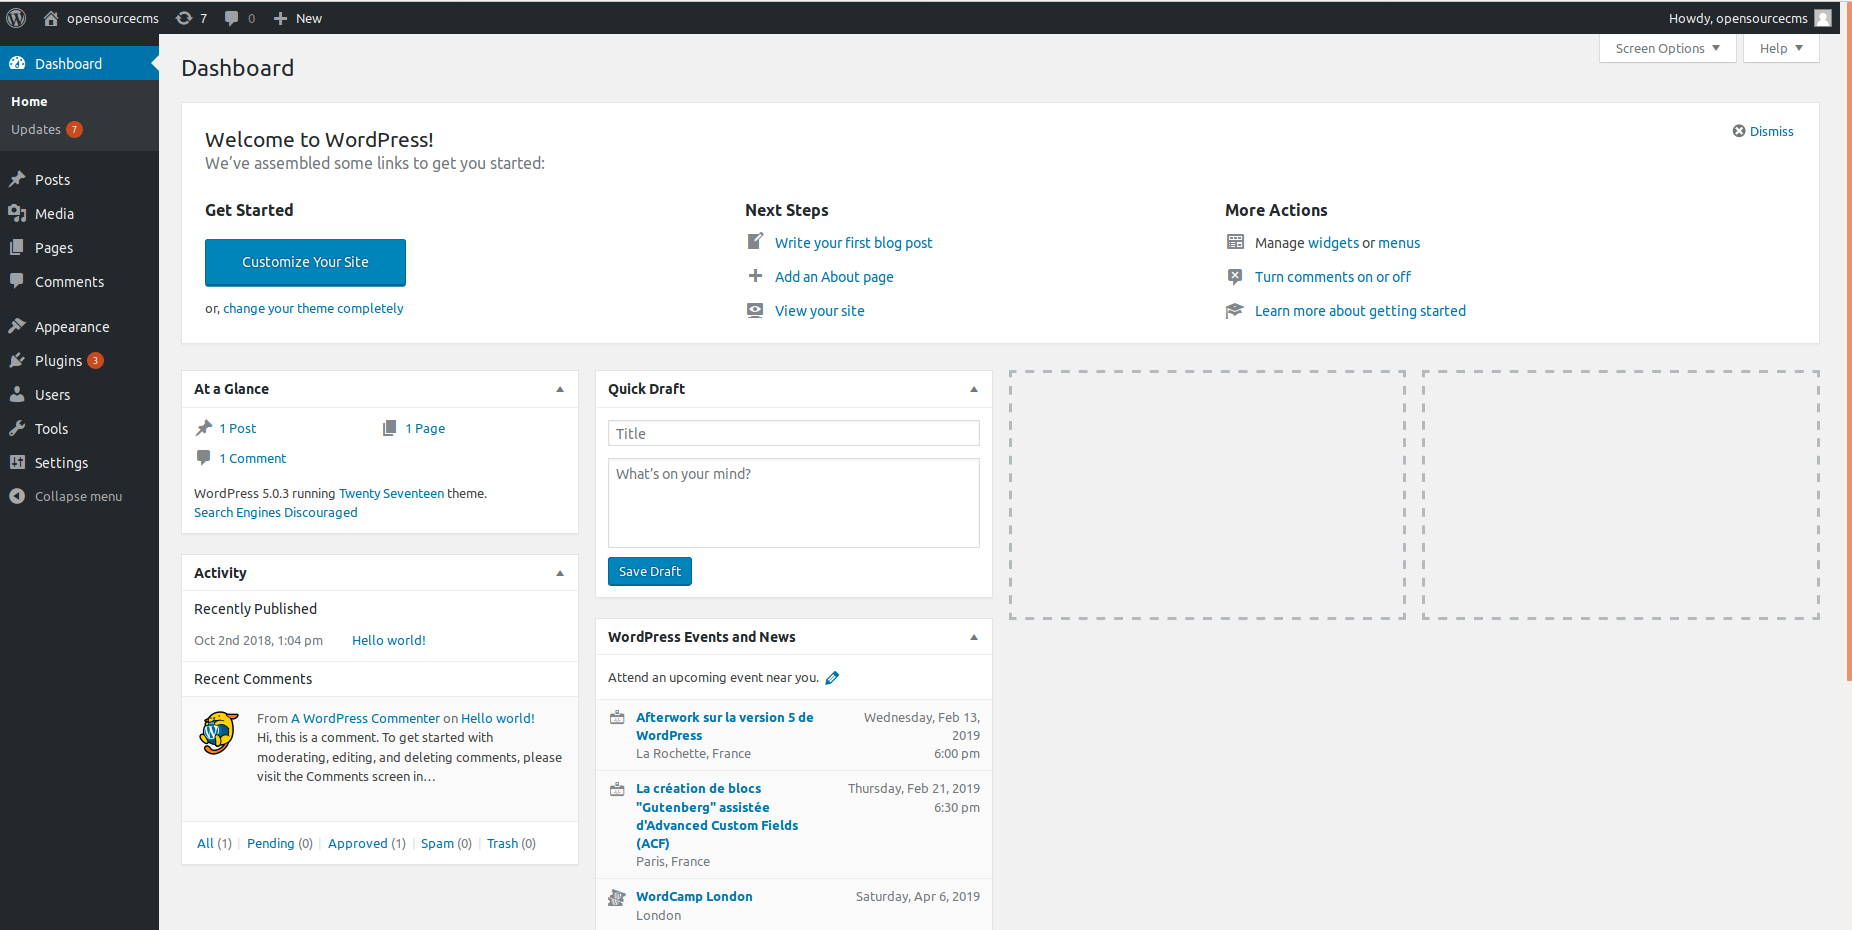 opensourcecms 7 0 New Howdy, opensourcecms
Dashboard
Home
Updates 7
Posts
Media
Pages
Comments
Appearance
Plugins 3
Users
Tools
Settings
Collapse menu
Screen Options Help
Dashboard
Welcome to WordPress!
Dismiss
We’ve assembled some links to get you started:
Get Started
Customize Your Site
or, change your theme completely
Next Steps
Write your first blog post
Add an About page
View your site
More Actions
Manage widgets or menus
Turn comments on or off
Learn more about getting started
At a Glance
1 Post 1 Page
1 Comment
WordPress 5.0.3 running Twenty Seventeen theme.
Search Engines Discouraged
Activity
Recently Published
Oct 2nd 2018, 1:04 pm Hello world!
Recent Comments
From A WordPress Commenter on Hello world!
Hi, this is a comment. To get started with
moderating, editing, and deleting comments, please
visit the Comments screen in…
All (1) | Pending (0) | Approved (1) | Spam (0) | Trash (0)
Quick Draft
Title
What’s on your mind?
Save Draft
WordPress Events and News
Attend an upcoming event near you.
Afterwork sur la version 5 de Wednesday, Feb 13,
WordPress 2019
La Rochette, France 6:00 pm
La création de blocs Thursday, Feb 21, 2019
"Gutenberg" assistée 6:30 pm
d'Advanced Custom Fields
(ACF)
Paris, France
WordCamp London Saturday, Apr 6, 2019
London